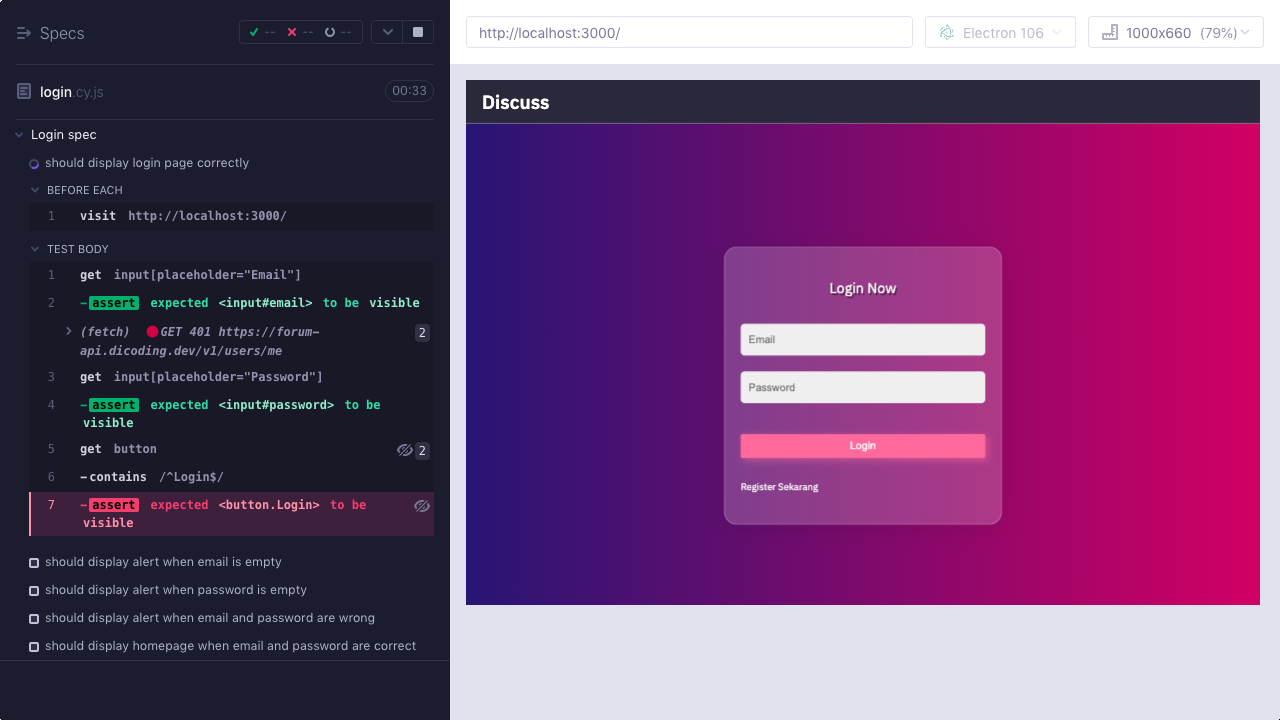 Specs
-- -- --
login.cy.js
00:33
Login spec
should display login page correctly
BEFORE EACH
1 visit http://localhost:3000/
TEST BODY
1 get input[placeholder="Email"]
2 -assert expected <input#email> to be visible
(fetch) GET 401 https://forum-
api.dicoding.dev/v1/users/me
2
3 get input[placeholder="Password"]
4 -assert expected <input#password> to be
visible
5 get button
2
6 -contains /^Login$/
7 -assert expected <button.Login> to be
visible
should display alert when email is empty
should display alert when password is empty
should display alert when email and password are wrong
should display homepage when email and password are correct
http://localhost:3000/
Electron 106
1000x660 (79%)
Discuss
Login Now
Email
Password
Login
Register Sekarang